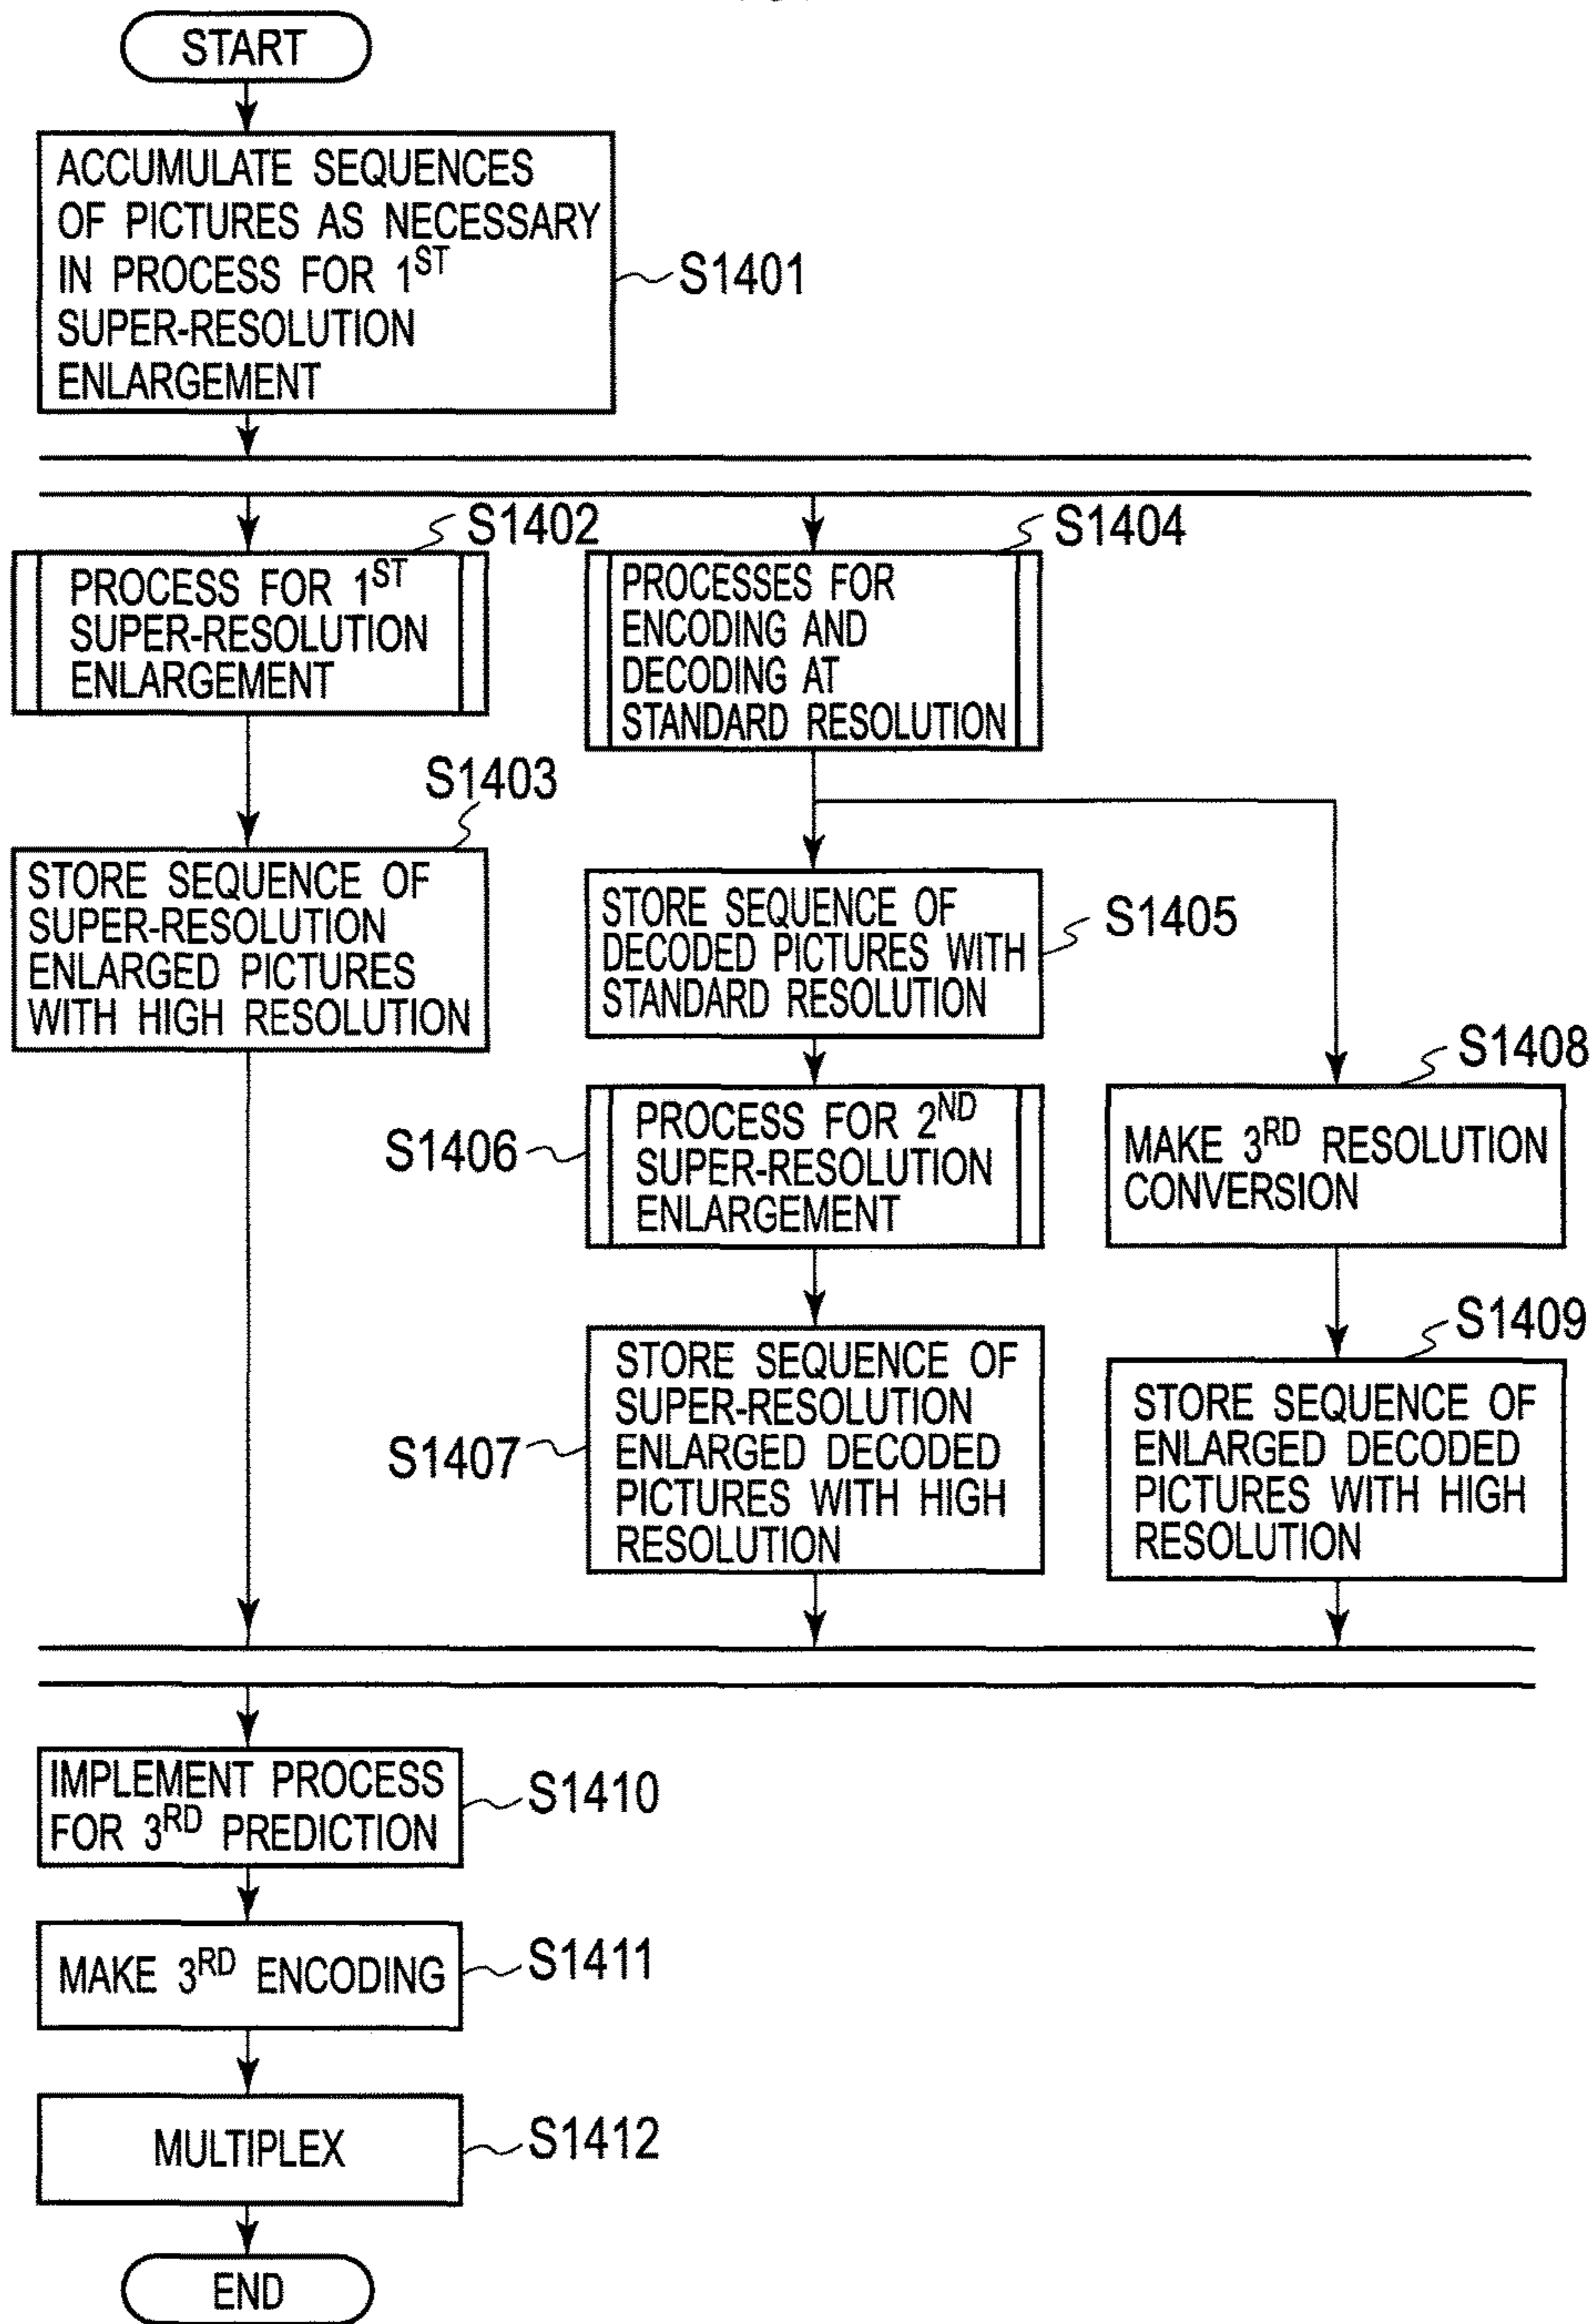 START
ACCUMULATE SEQUENCES
OF PICTURES AS NECESSARY
IN PROCESS FOR 1ST
SUPER-RESOLUTION
ENLARGEMENT
S1401
S1402
PROCESS FOR 1ST
SUPER-RESOLUTION
ENLARGEMENT
S1404
PROCESSES FOR
ENCODING AND
DECODING AT
STANDARD RESOLUTION
S1403
STORE SEQUENCE OF
SUPER-RESOLUTION
ENLARGED PICTURES
WITH HIGH RESOLUTION
STORE SEQUENCE OF
DECODED PICTURES WITH
STANDARD RESOLUTION
S1405
S1406
PROCESS FOR 2ND
SUPER-RESOLUTION
ENLARGEMENT
S1408
MAKE 3RD RESOLUTION
CONVERSION
S1407
STORE SEQUENCE OF
SUPER-RESOLUTION
ENLARGED DECODED
PICTURES WITH HIGH
RESOLUTION
S1409
STORE SEQUENCE OF
ENLARGED DECODED
PICTURES WITH HIGH
RESOLUTION
IMPLEMENT PROCESS
FOR 3RD PREDICTION
S1410
MAKE 3RD ENCODING
S1411
MULTIPLEX
S1412
END